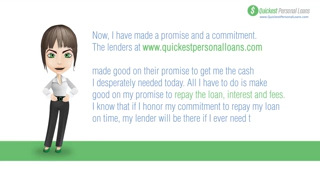 Quickest Personal Loans
www.QuickestPersonalLoans.com
Now, I have made a promise and a commitment.
The lenders at www.quickestpersonalloans.com
made good on their promise to get me the cash
I desperately needed today. All I have to do is make
good on my promise to repay the loan, interest and fees.
I know that if I honor my commitment to repay my loan
on time, my lender will be there if I ever need t